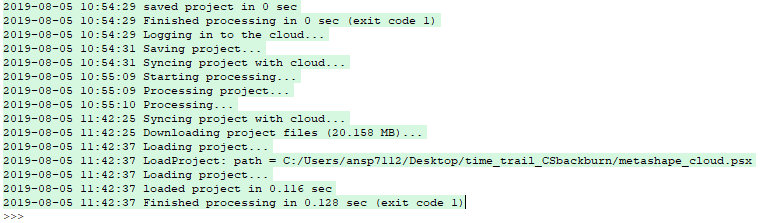 2019-08-05 10:54:29 saved project in 0 sec
2019-08-05 10:54:29 Finished processing in 0 sec (exit code 1)
2019-08-05 10:54:29 Logging in to the cloud...
2019-08-05 10:54:31 Saving project...
2019-08-05 10:54:31 Syncing project with cloud...
2019-08-05 10:55:09 Starting processing...
2019-08-05 10:55:09 Processing project...
2019-08-05 10:55:10 Processing...
2019-08-05 11:42:25 Syncing project with cloud...
2019-08-05 11:42:25 Downloading project files (20.158 MB)...
2019-08-05 11:42:37 Loading project...
2019-08-05 11:42:37 LoadProject: path = C:/Users/ansp7112/Desktop/time_trail_CSbackburn/metashape_cloud.psx
2019-08-05 11:42:37 Loading project...
2019-08-05 11:42:37 loaded project in 0.116 sec
2019-08-05 11:42:37 Finished processing in 0.128 sec (exit code 1)
>>>